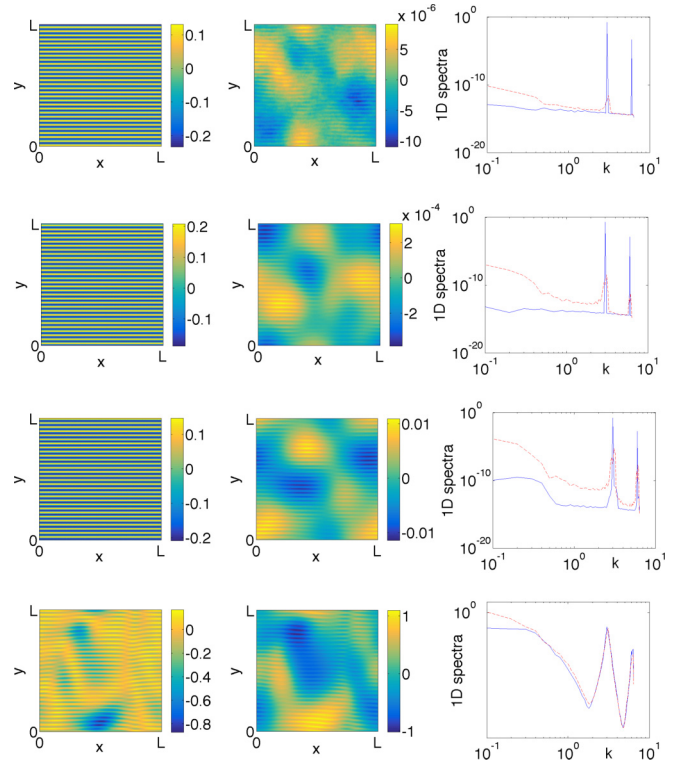 L
y
0
0 x L
0.1
0
-0.1
-0.2
L
y
0
0 x L
x 10^-6
5
0
-5
-10
1D spectra
10^0
10^-10
10^-20
10^-1 10^0 k 10^1
L
y
0
0 x L
0.2
0.1
0
-0.1
L
y
0
0 x L
x 10^-4
2
0
-2
1D spectra
10^0
10^-10
10^-20
10^-1 10^0 k 10^1
L
y
0
0 x L
0.1
0
-0.1
-0.2
L
y
0
0 x L
0.01
0
-0.01
1D spectra
10^0
10^-10
10^-20
10^-1 10^0 k 10^1
L
y
0
0 x L
0
-0.2
-0.4
-0.6
-0.8
L
y
0
0 x L
1
0
-1
1D spectra
10^0
10^-1 10^0 k 10^1